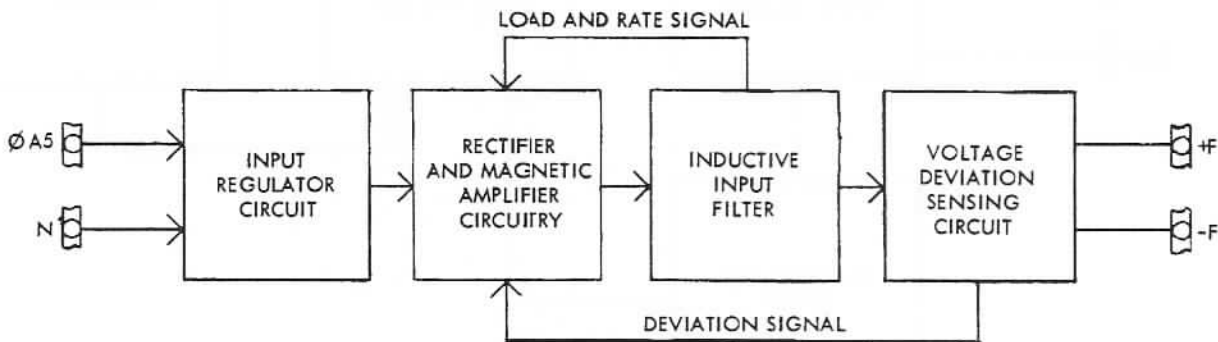 LOAD AND RATE SIGNAL
Ø A5
N
INPUT
REGULATOR
CIRCUIT
RECTIFIER
AND MAGNETIC
AMPLIFIER
CIRCUITRY
INDUCTIVE
INPUT
FILTER
VOLTAGE
DEVIATION
SENSING
CIRCUIT
+F
-F
DEVIATION SIGNAL